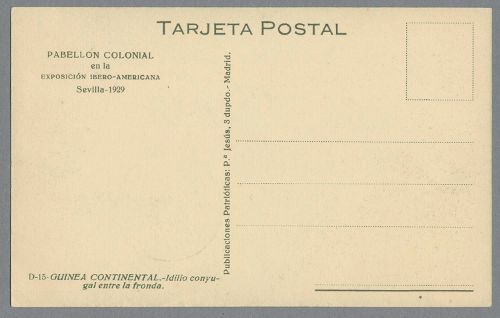 TARJETA POSTAL
PABELLON COLONIAL
en la
EXPOSICIÓN IBERO-AMERICANA
Sevilla-1929
Publicaciones Patrióticas: P.ª Jesús, 3 dupdo.- Madrid.
D-15- GUINEA CONTINENTAL.-Idilio conyu-
gal entre la fronda.